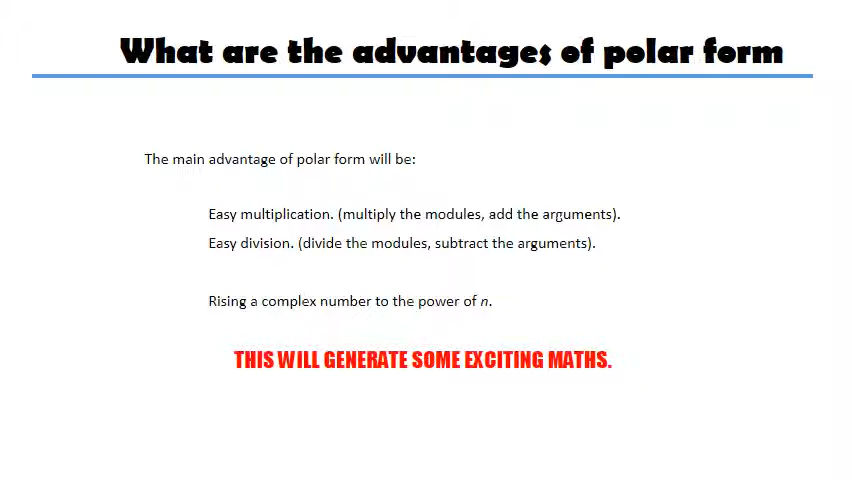 What are the advantages of polar form
The main advantage of polar form will be:
Easy multiplication. (multiply the modules, add the arguments).
Easy division. (divide the modules, subtract the arguments).
Rising a complex number to the power of n.
THIS WILL GENERATE SOME EXCITING MATHS.